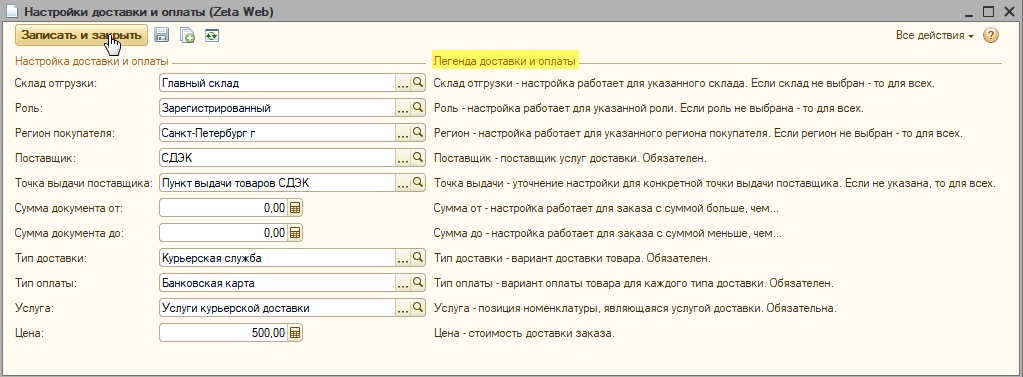 Настройки доставки и оплаты (Zeta Web)
Записать и закрыть Все действия ?
Настройка доставки и оплаты Легенда доставки и оплаты
Склад отгрузки: Главный склад ... Склад отгрузки - настройка работает для указанного склада. Если склад не выбран - то для всех.
Роль: Зарегистрированный ... Роль - настройка работает для указанной роли. Если роль не выбрана - то для всех.
Регион покупателя: Санкт-Петербург г ... Регион - настройка работает для указанного региона покупателя. Если регион не выбран - то для всех.
Поставщик: СДЭК ... Поставщик - поставщик услуг доставки. Обязателен.
Точка выдачи поставщика: Пункт выдачи товаров СДЭК ... Точка выдачи - уточнение настройки для конкретной точки выдачи поставщика. Если не указана, то для всех.
Сумма документа от: 0,00 Сумма от - настройка работает для заказа с суммой больше, чем...
Сумма документа до: 0,00 Сумма до - настройка работает для заказа с суммой меньше, чем...
Тип доставки: Курьерская служба ... Тип доставки - вариант доставки товара. Обязателен.
Тип оплаты: Банковская карта ... Тип оплаты - вариант оплаты товара для каждого типа доставки. Обязателен.
Услуга: Услуги курьерской доставки ... Услуга - позиция номенклатуры, являющаяся услугой доставки. Обязательна.
Цена: 500,00 Цена - стоимость доставки заказа.